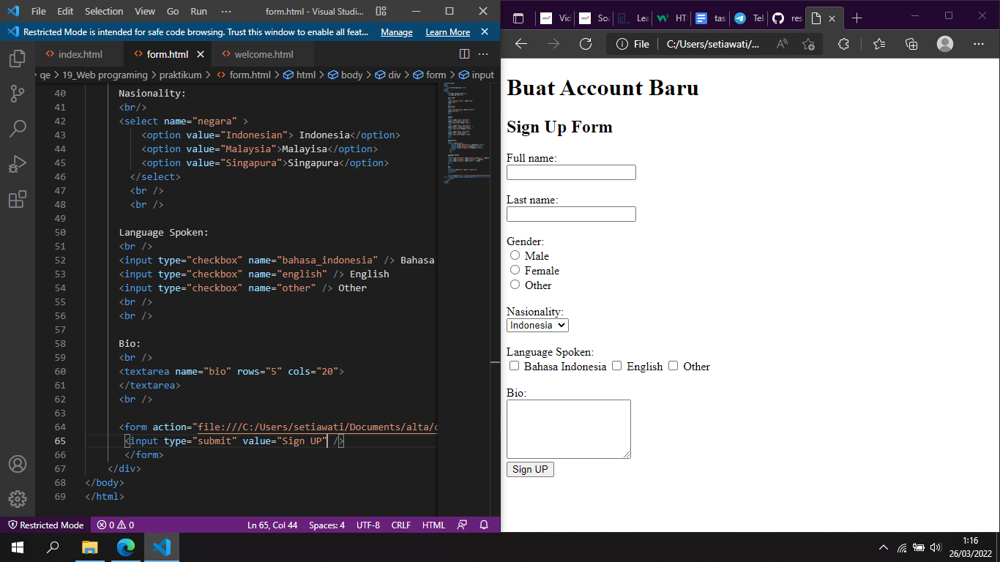 File Edit Selection View Go Run ··· form.html - Visual Studi...
Restricted Mode is intended for safe code browsing. Trust this window to enable all feat... Manage Learn More
index.html form.html welcome.html ···
qe > 19_Web programing > praktikum > form.html > html > body > div > form > input
40 Nasionality:
41 <br/>
42 <select name="negara" >
43 <option value="Indonesian"> Indonesia</option>
44 <option value="Malaysia">Malayisa</option>
45 <option value="Singapura">Singapura</option>
46 </select>
47 <br />
48 <br />
49
50 Language Spoken:
51 <br />
52 <input type="checkbox" name="bahasa_indonesia" /> Bahasa
53 <input type="checkbox" name="english" /> English
54 <input type="checkbox" name="other" /> Other
55 <br />
56 <br />
57
58 Bio:
59 <br />
60 <textarea name="bio" rows="5" cols="20">
61 </textarea>
62 <br />
63
64 <form action="file:///C:/Users/setiawati/Documents/alta/
65 <input type="submit" value="Sign UP" />
66 </form>
67 </div>
68 </body>
69 </html>
Restricted Mode 0 0 Ln 65, Col 44 Spaces: 4 UTF-8 CRLF HTML
Vid Soa Lea HT tas Tel res
File C:/Users/setiawati/... ···
Buat Account Baru
Sign Up Form
Full name:
Last name:
Gender:
Male
Female
Other
Nasionality:
Indonesia
Language Spoken:
Bahasa Indonesia English Other
Bio:
Sign UP
1:16
26/03/2022